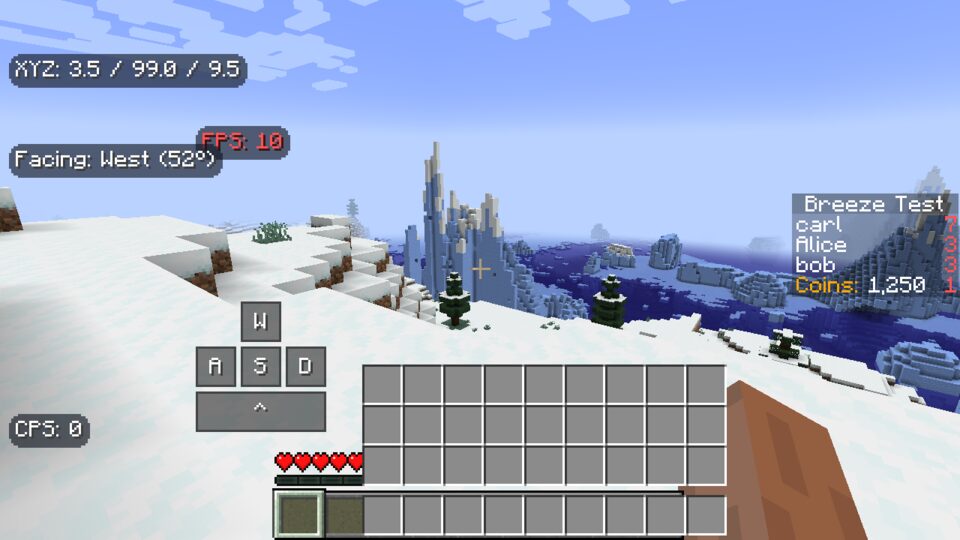 XYZ: 3.5 / 99.0 / 9.5
FPS: 10
Facing: West (52°)
Breeze Test
carl 7
Alice 3
bob 3
Coins: 1,250 1
W
A S D
^
CPS: 0